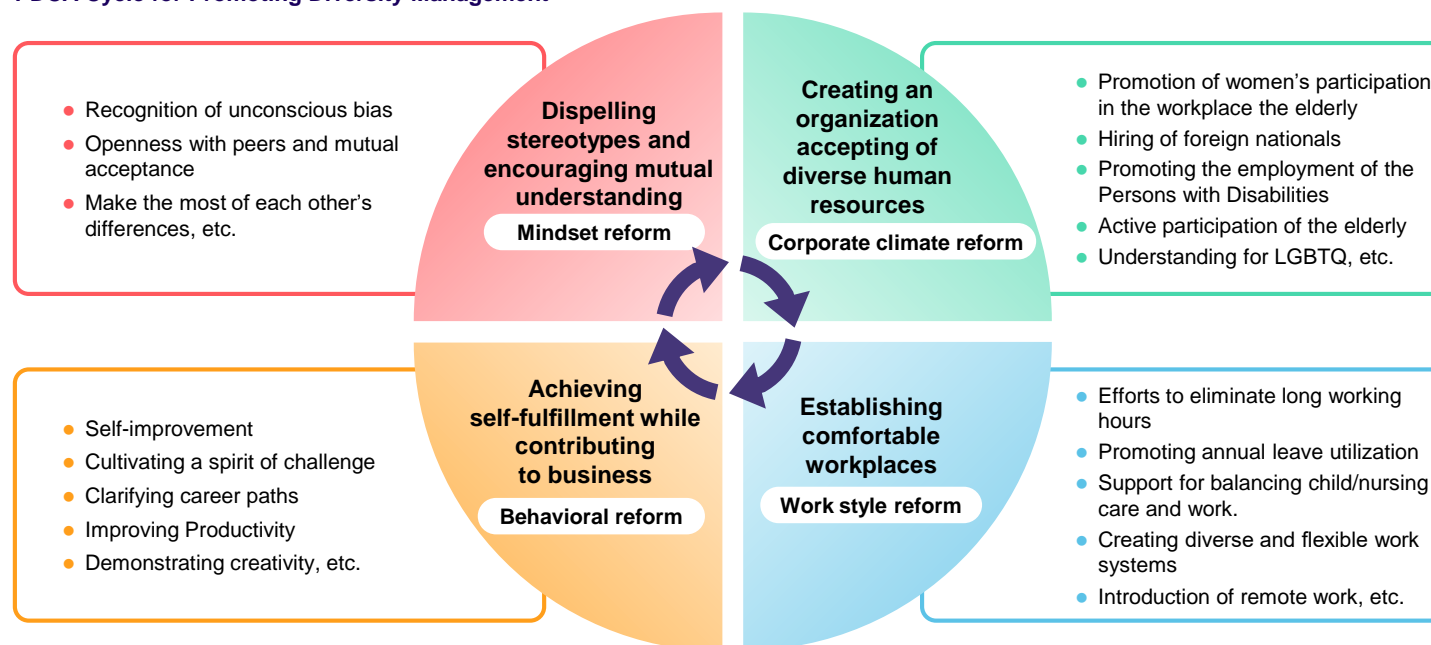 Cycle for Promoting Diversity Management
● Recognition of unconscious bias
● Openness with peers and mutual
acceptance
● Make the most of each other's
differences, etc.
Dispelling
stereotypes and
encouraging mutual
understanding
Mindset reform
Creating an
organization
accepting of
diverse human
resources
Corporate climate reform
● Promotion of women's participation
in the workplace the elderly
● Hiring of foreign nationals
● Promoting the employment of the
Persons with Disabilities
● Active participation of the elderly
● Understanding for LGBTQ, etc.
● Self-improvement
● Cultivating a spirit of challenge
● Clarifying career paths
● Improving Productivity
● Demonstrating creativity, etc.
Achieving
self-fulfillment while
contributing
to business
Behavioral reform
Establishing
comfortable
workplaces
Work style reform
● Efforts to eliminate long working
hours
● Promoting annual leave utilization
● Support for balancing child/nursing
care and work.
● Creating diverse and flexible work
systems
● Introduction of remote work, etc.